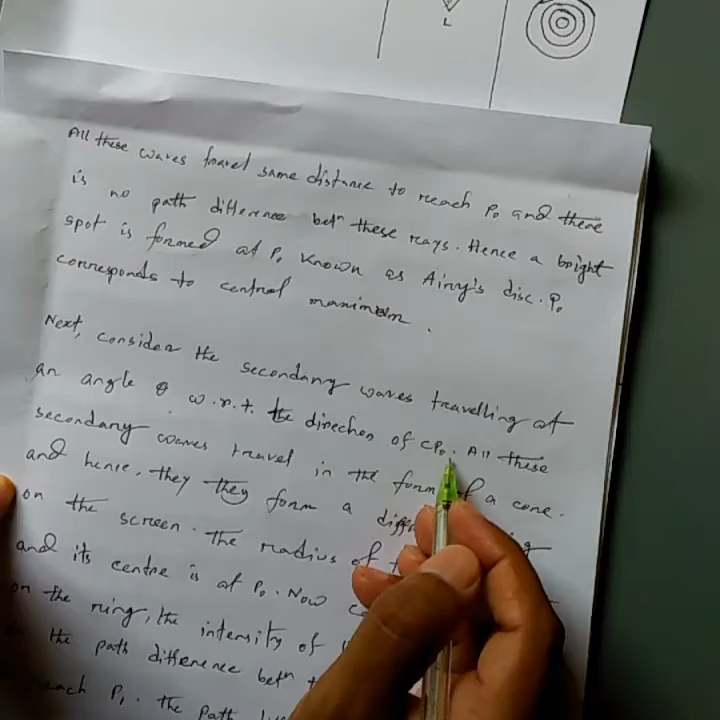 L
All these waves travel same distance to reach P₀ and there
is no path difference betⁿ these rays. Hence a bright
spot is formed at P₀ known as Airy's disc. P₀
corresponds to central maximum.
Next, consider the secondary waves travelling at
an angle θ w.r.t. the direction of CP₀. All these
secondary waves travel in the form of a cone.
and hence, they they form a
on the screen. The radius of
and its centre is at P₀. Now
on the ring, the intensity of
the path difference betⁿ
reach P₁. The path